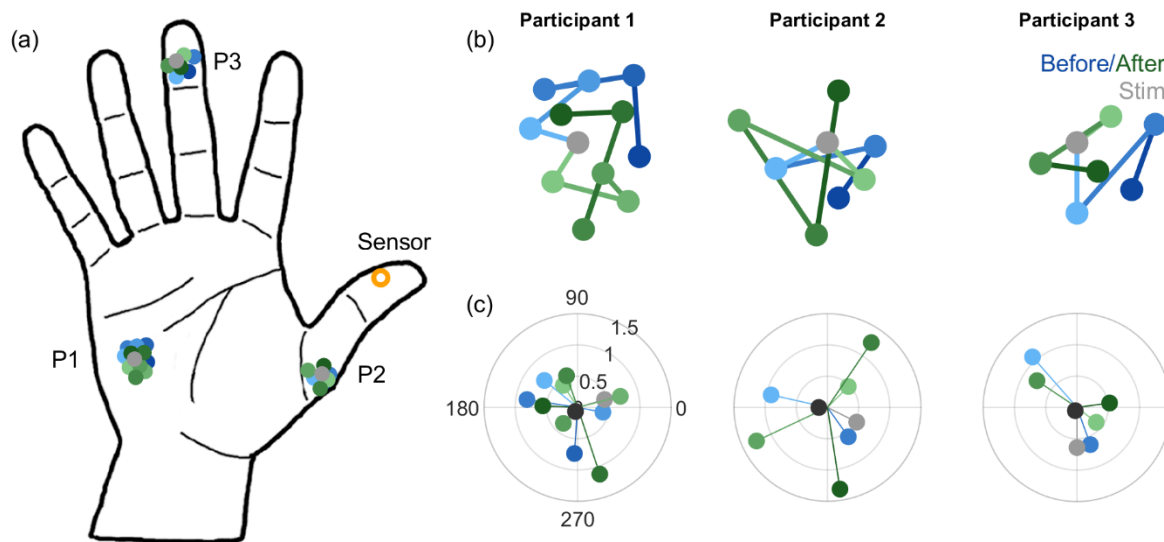 (a)
P3
Sensor
P1
P2
(b)
Participant 1
Participant 2
Participant 3
Before/After
Stim
(c)
90
1.5
1
0.5
180
0
270